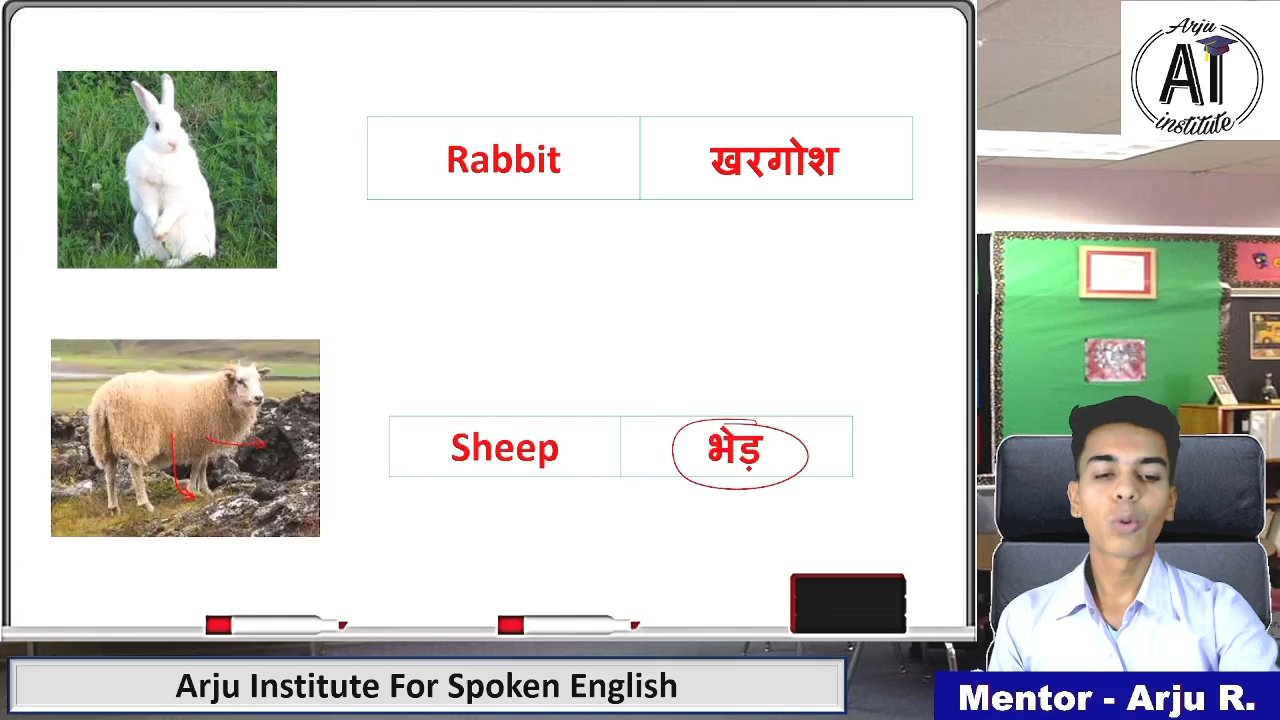 Arju
AI
institute
Rabbit
खरगोश
Sheep
भेड़
Arju Institute For Spoken English
Mentor - Arju R.